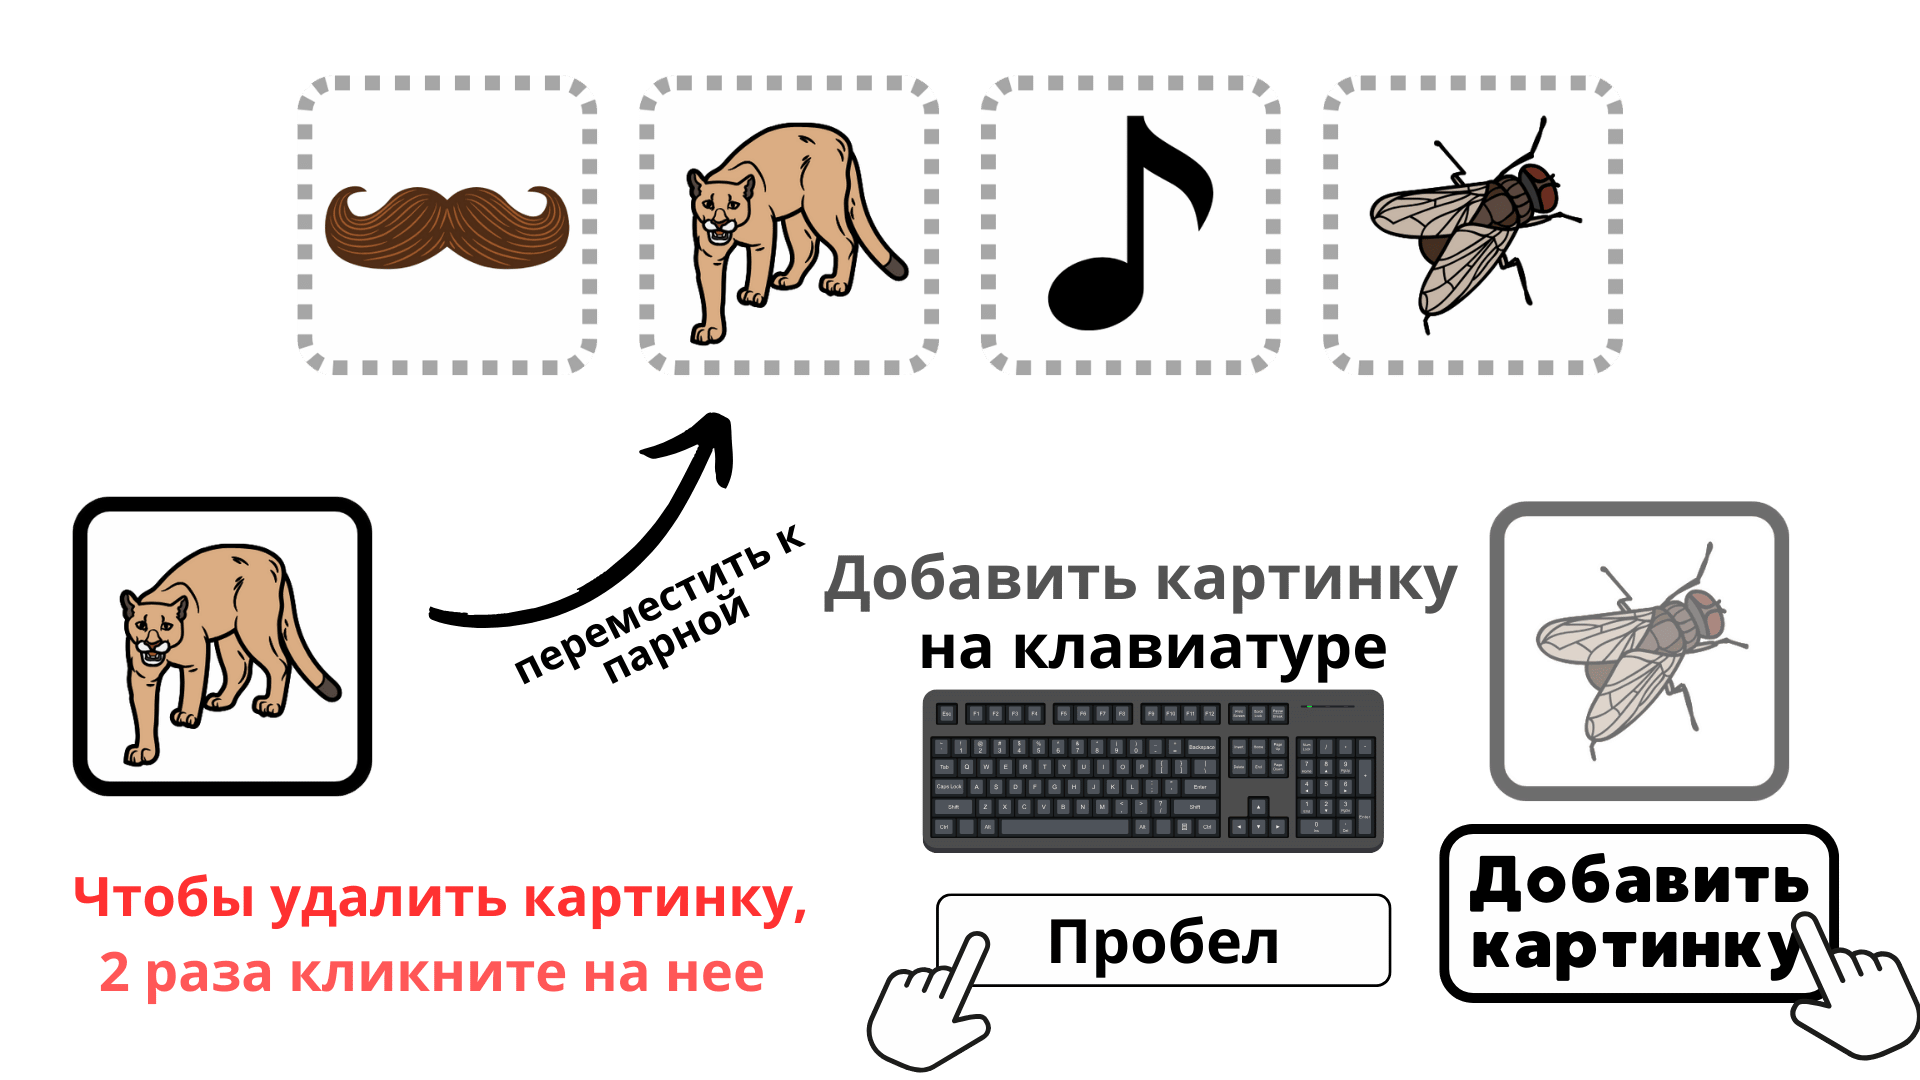 переместить к
парной
Добавить картинку
на клавиатуре
Чтобы удалить картинку,
2 раза кликните на нее
Пробел
Добавить
картинку